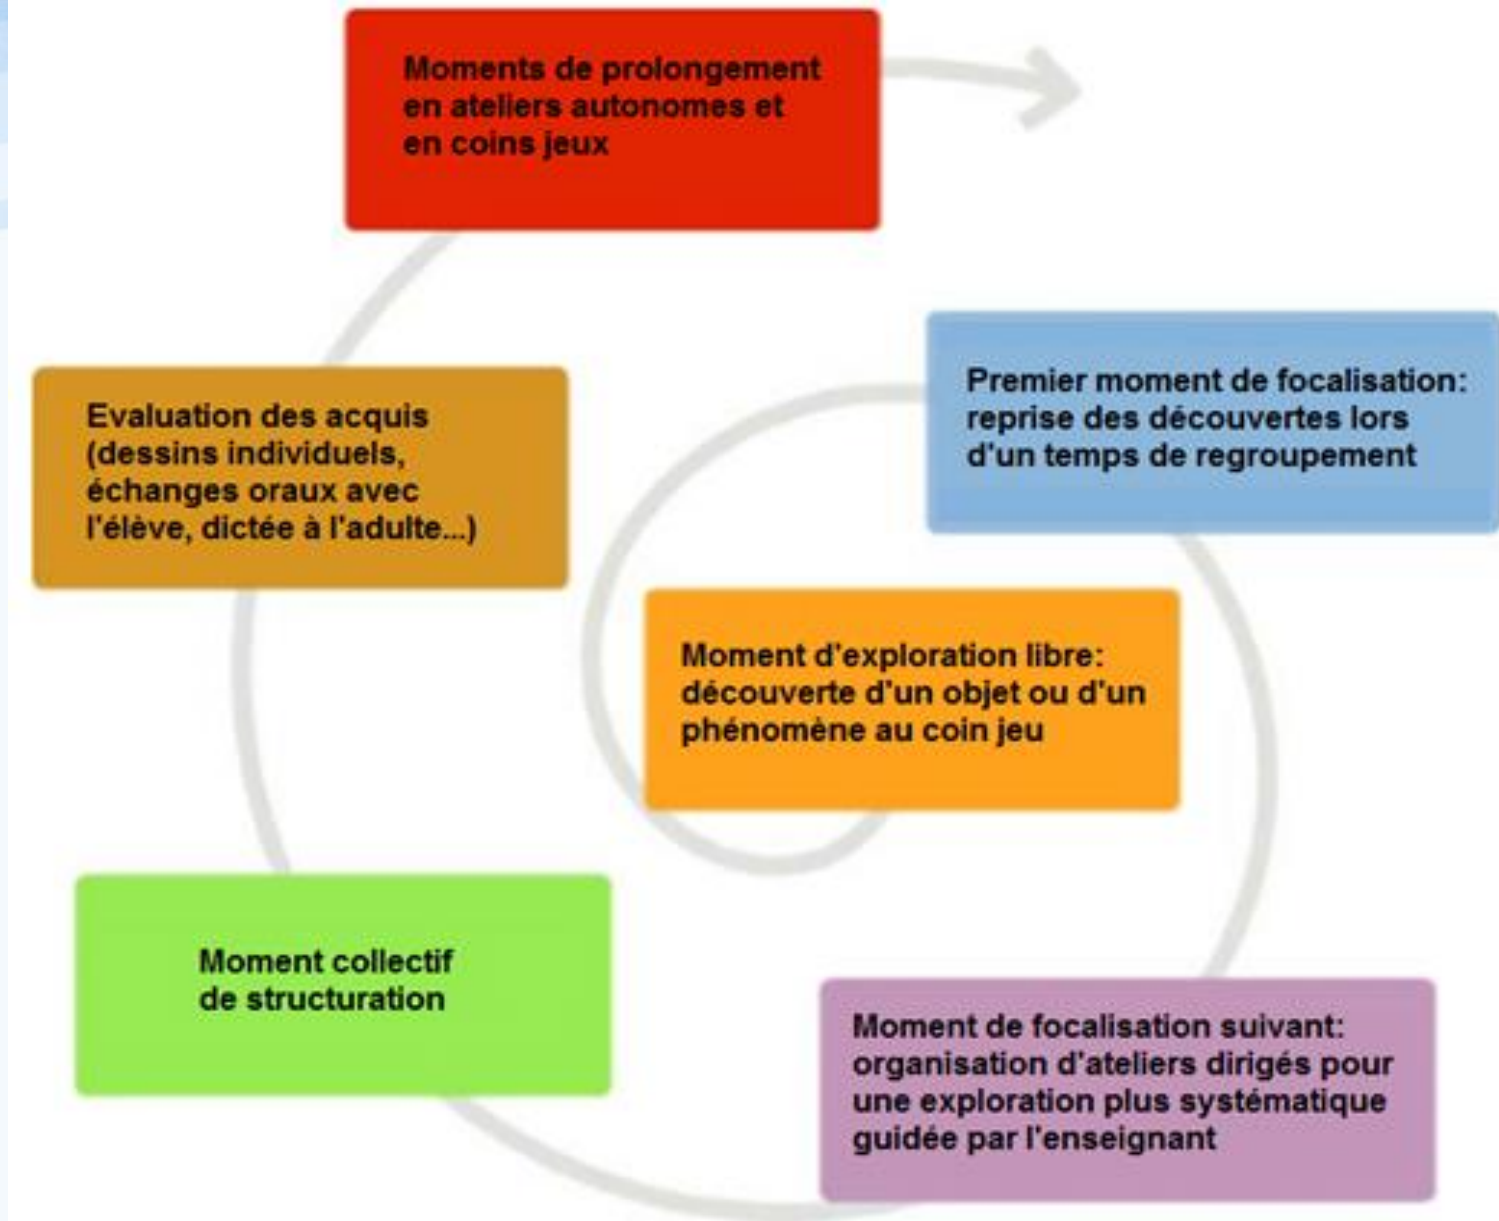 Moments de prolongement
en ateliers autonomes et
en coins jeux
Premier moment de focalisation:
reprise des découvertes lors
d'un temps de regroupement
Evaluation des acquis
(dessins individuels,
échanges oraux avec
l'élève, dictée à l'adulte...)
Moment d'exploration libre:
découverte d'un objet ou d'un
phénomène au coin jeu
Moment collectif
de structuration
Moment de focalisation suivant:
organisation d'ateliers dirigés pour
une exploration plus systématique
guidée par l'enseignant